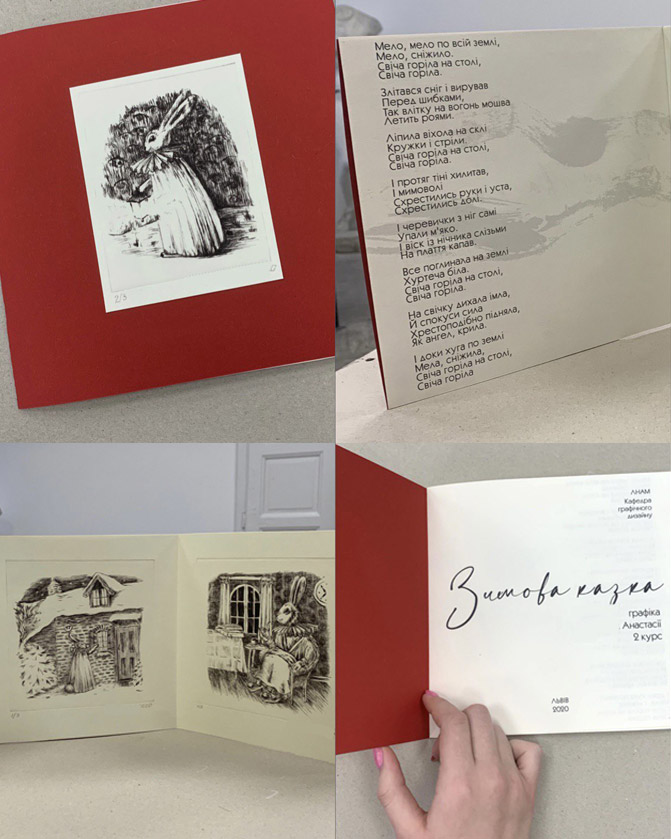 2/3
Мело, мело по всій землі,
Мело, сніжило.
Свіча горіла на столі,
Свіча горіла.
Злітався сніг і вирував
Перед шибками,
Так влітку на вогонь мошва
Летить роями.
Ліпила віхола на склі
Кружки і стріли.
Свіча горіла на столі,
Свіча горіла.
І протяг тіні хилитав,
І мимоволі
Схрестились руки і уста,
Схрестились долі.
І черевички з ніг самі
Упали м'яко.
І віск із нічника слізьми
На плаття капав.
Все поглинала на землі
Хуртеча біла.
Свіча горіла на столі,
Свіча горіла.
На свічку дихала імла,
Й спокуси сила
Хрестоподібно підняла,
Як ангел, крила.
І доки хуга по землі
Мела, сніжила,
Свіча горіла на столі,
Свіча горіла
ЛНАМ
Кафедра
графічного
дизайну
Зимова казка
графіка
Анастасії
2 курс
ЛЬВІВ
2020